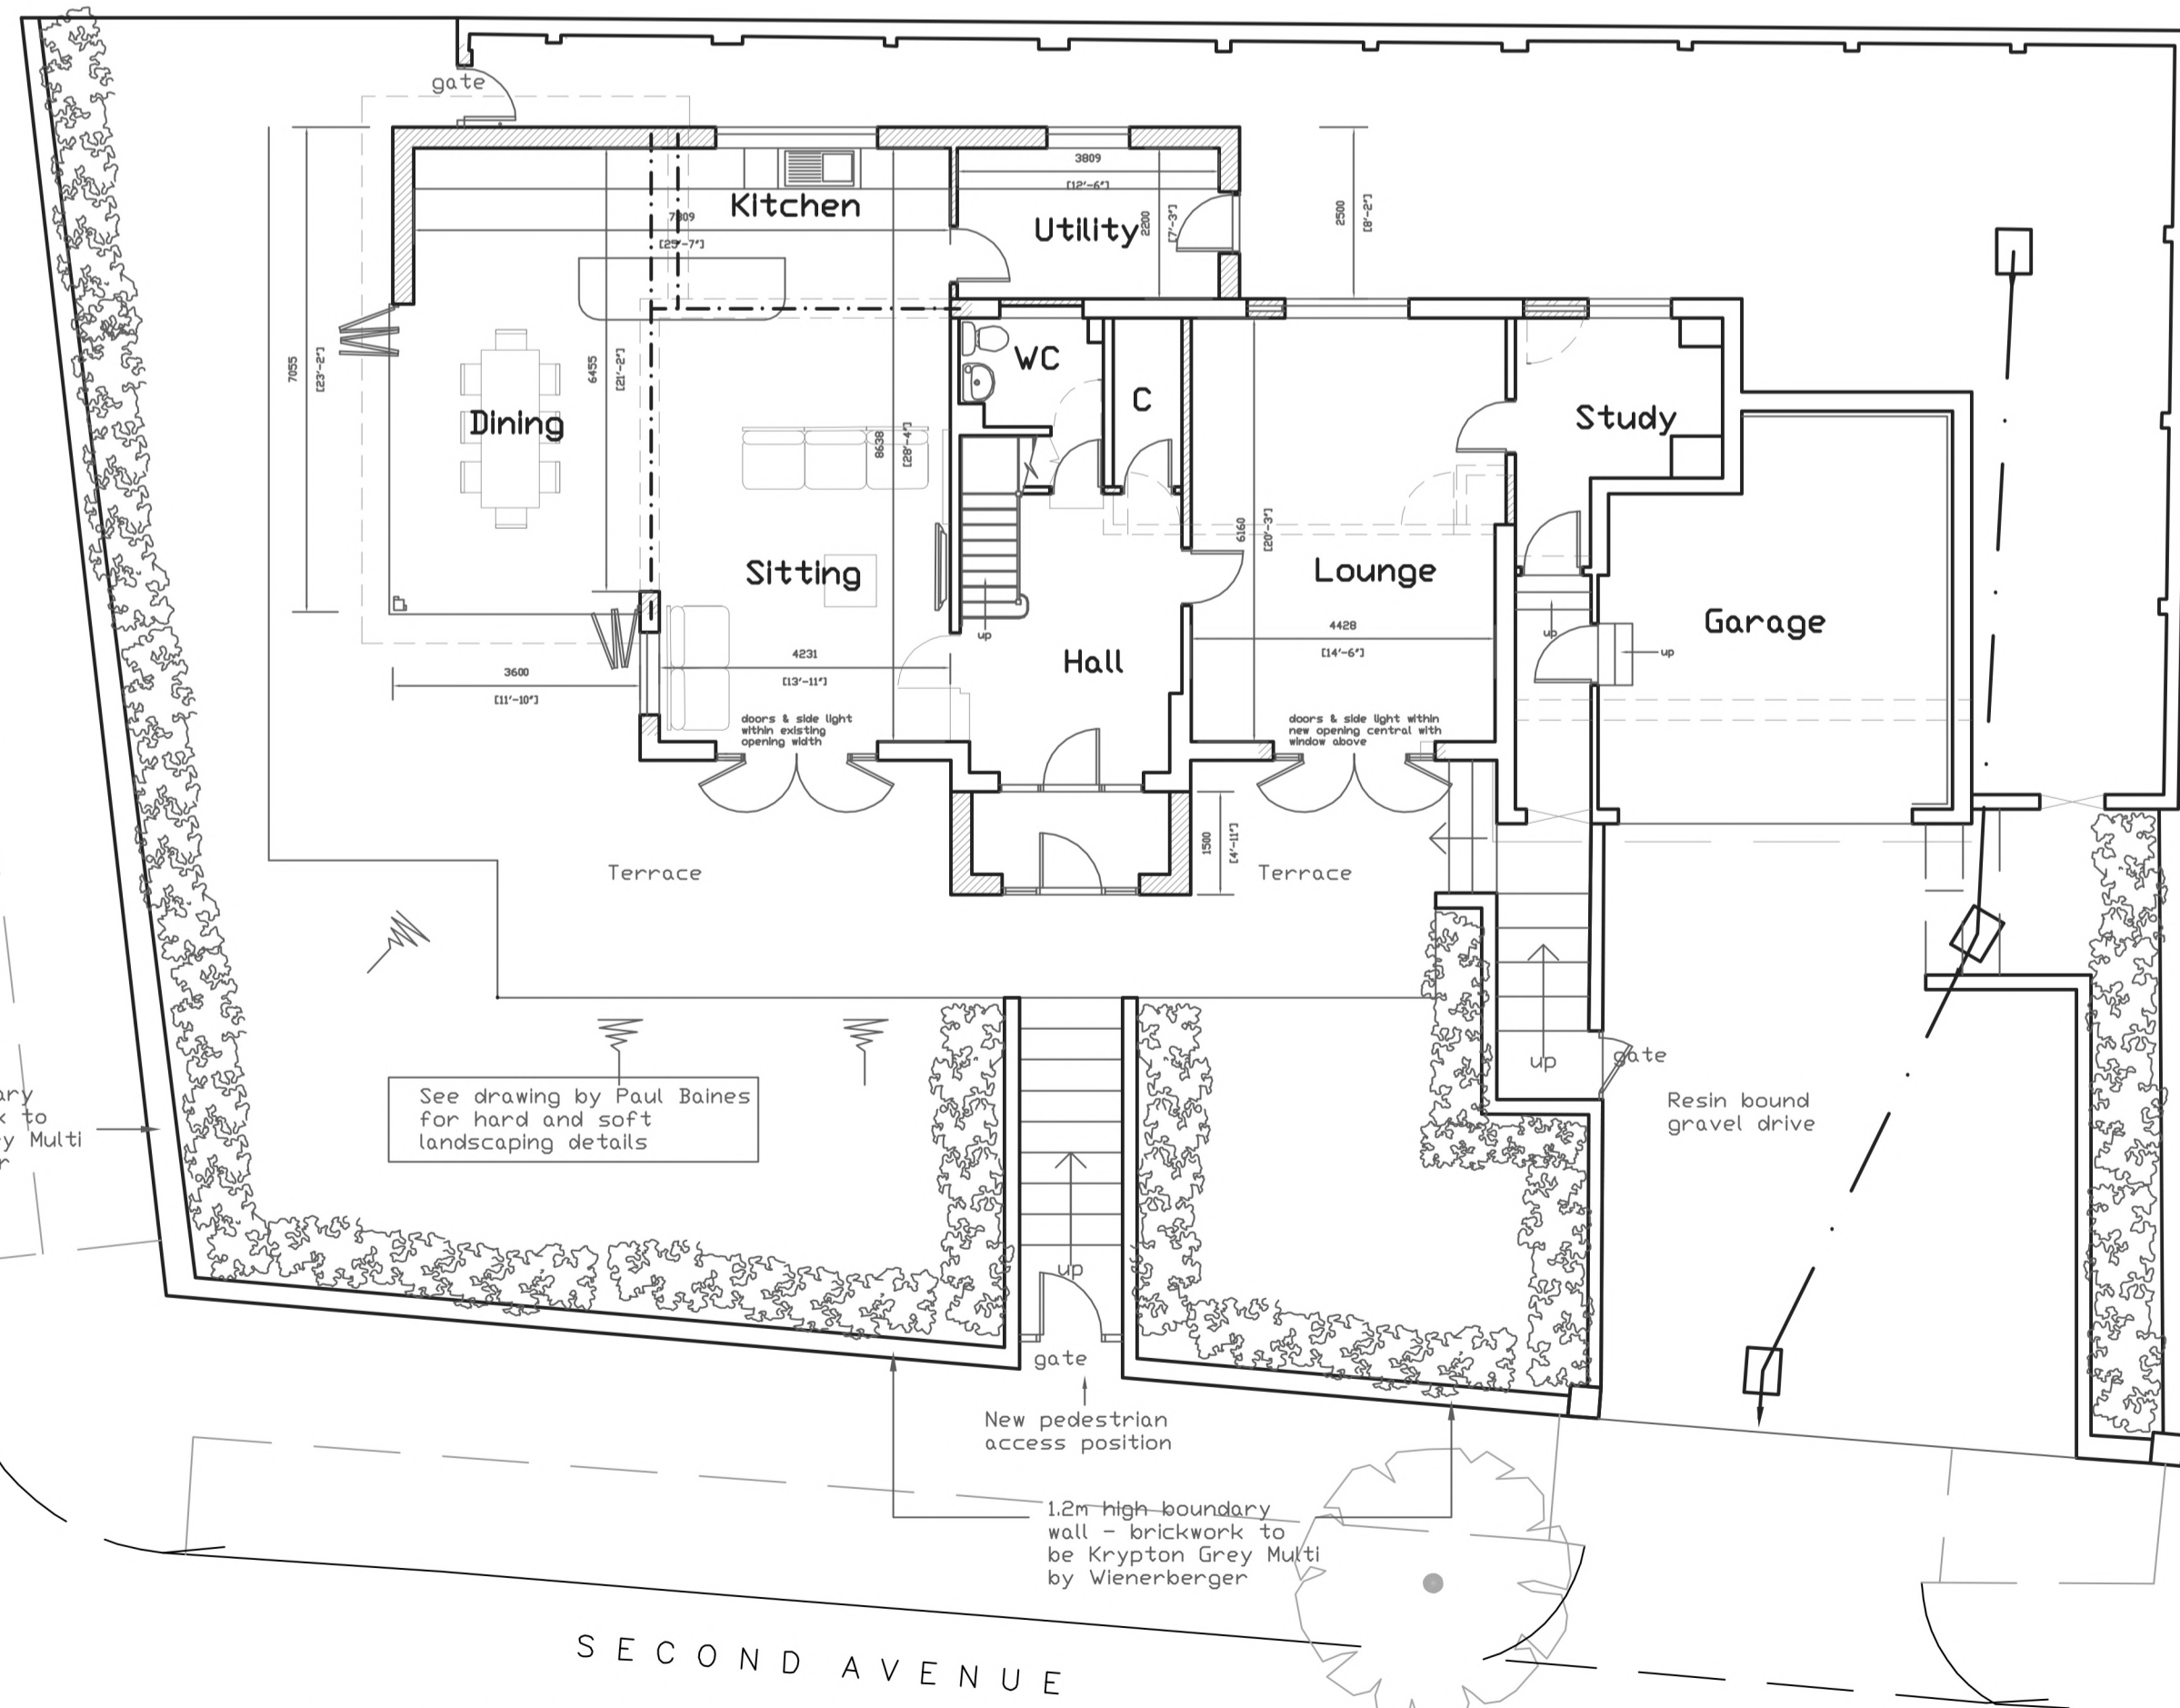 gate
3809
[12'-6"]
Kitchen
7809
[25'-7"]
Utility
2200
[7'-3"]
2500
[8'-2"]
7055
[23'-2"]
6455
[21'-2"]
WC
C
Dining
8638
[28'-4"]
Study
6160
[20'-3"]
Sitting
Lounge
Garage
up
up
up
4428
[14'-6"]
4231
[13'-11"]
Hall
3600
[11'-10"]
doors & side light
within existing
opening width
doors & side light within
new opening central with
window above
1500
[4'-11"]
Terrace
Terrace
up
gate
See drawing by Paul Baines
for hard and soft
landscaping details
Resin bound
gravel drive
ary
k to
y Multi
r
up
gate
New pedestrian
access position
1.2m high boundary
wall - brickwork to
be Krypton Grey Multi
by Wienerberger
SECOND AVENUE